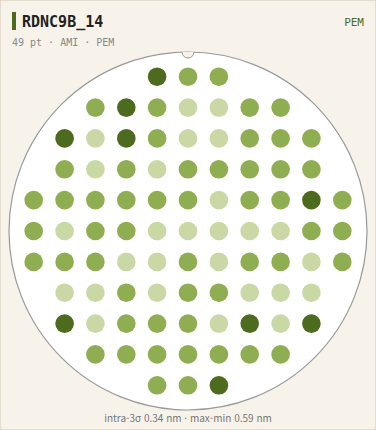 RDNC9B_14
PEM
49 pt · AMI · PEM
intra-3σ 0.34 nm · max-min 0.59 nm